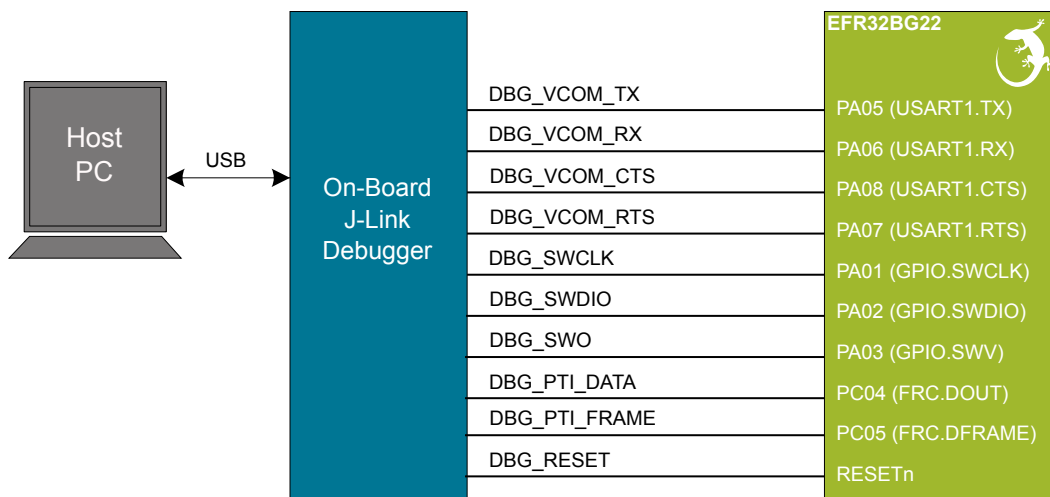 EFR32BG22
Host
PC
USB
On-Board
J-Link
Debugger
DBG_VCOM_TX
PA05 (USART1.TX)
DBG_VCOM_RX
PA06 (USART1.RX)
DBG_VCOM_CTS
PA08 (USART1.CTS)
DBG_VCOM_RTS
PA07 (USART1.RTS)
DBG_SWCLK
PA01 (GPIO.SWCLK)
DBG_SWDIO
PA02 (GPIO.SWDIO)
DBG_SWO
PA03 (GPIO.SWV)
DBG_PTI_DATA
PC04 (FRC.DOUT)
DBG_PTI_FRAME
PC05 (FRC.DFRAME)
DBG_RESET
RESETn